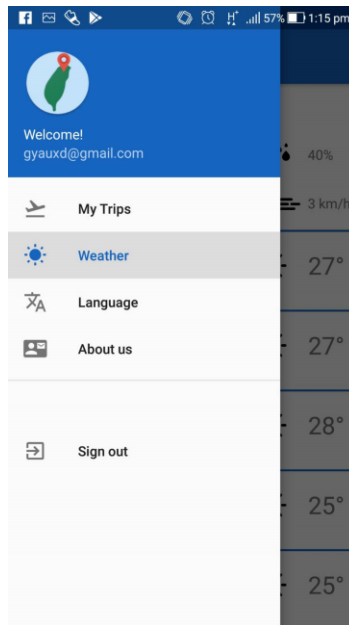 57% 1:15 pm
Welcome!
gyauxd@gmail.com
40%
3 km/h
My Trips
Weather
27°
Language
About us
27°
28°
Sign out
25°
25°